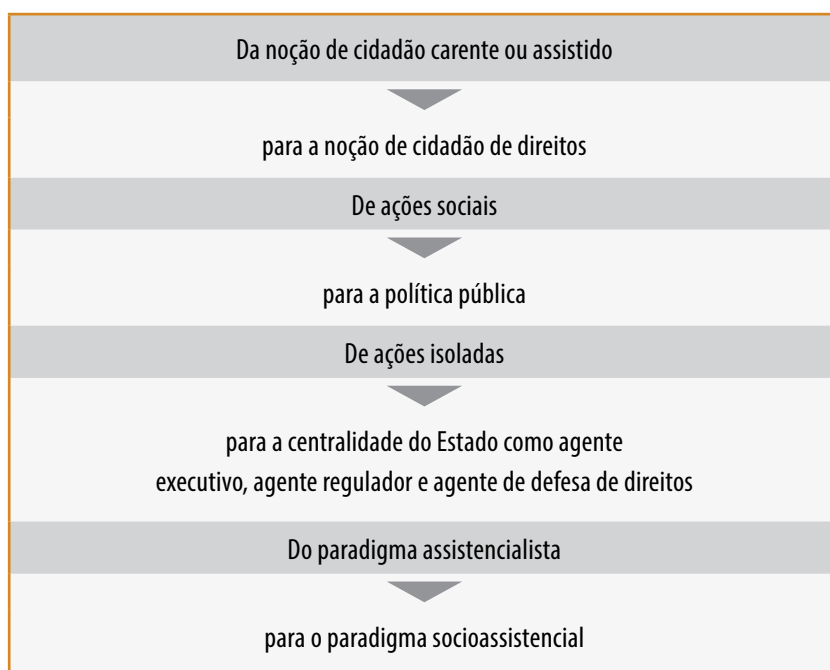 Da noção de cidadão carente ou assistido
para a noção de cidadão de direitos
De ações sociais
para a política pública
De ações isoladas
para a centralidade do Estado como agente
executivo, agente regulador e agente de defesa de direitos
Do paradigma assistencialista
para o paradigma socioassistencial